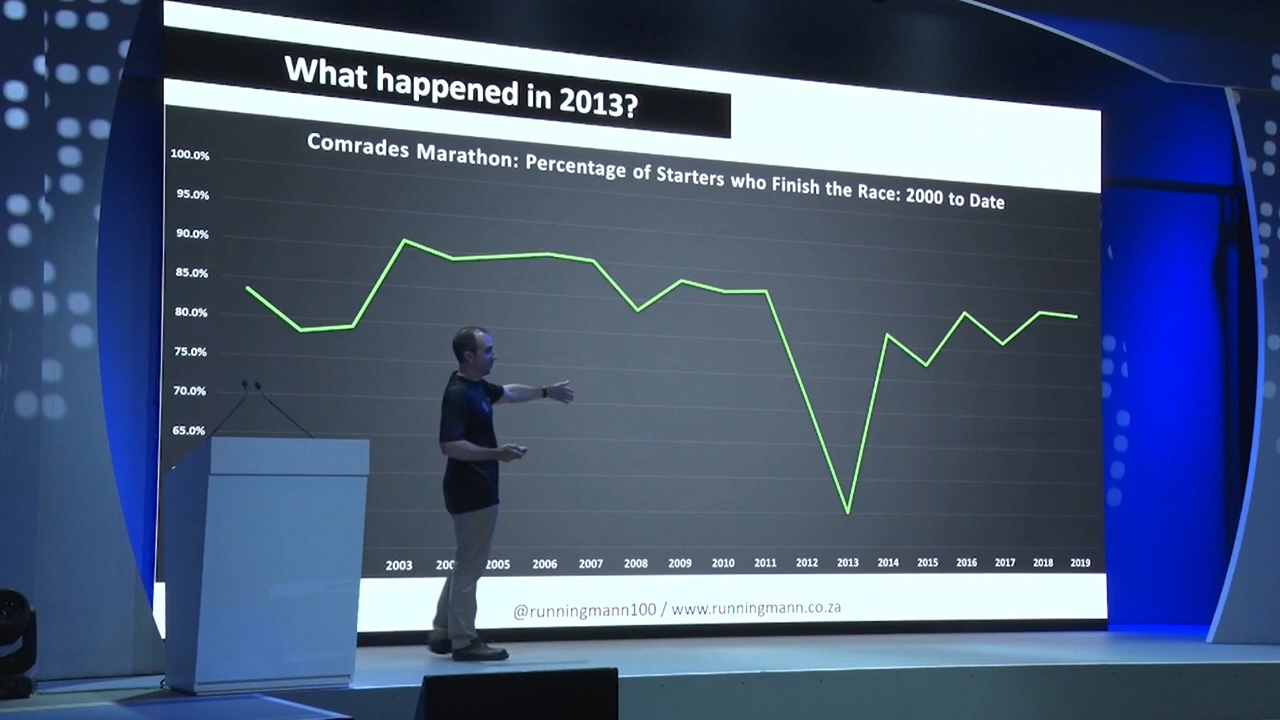 What happened in 2013?
Comrades Marathon: Percentage of Starters who Finish the Race: 2000 to Date
100.0%
95.0%
90.0%
85.0%
80.0%
75.0%
70.0%
65.0%
2003 2005 2006 2007 2008 2009 2010 2011 2012 2013 2014 2015 2016 2017 2018 2019
@runningmann100 / www.runningmann.co.za